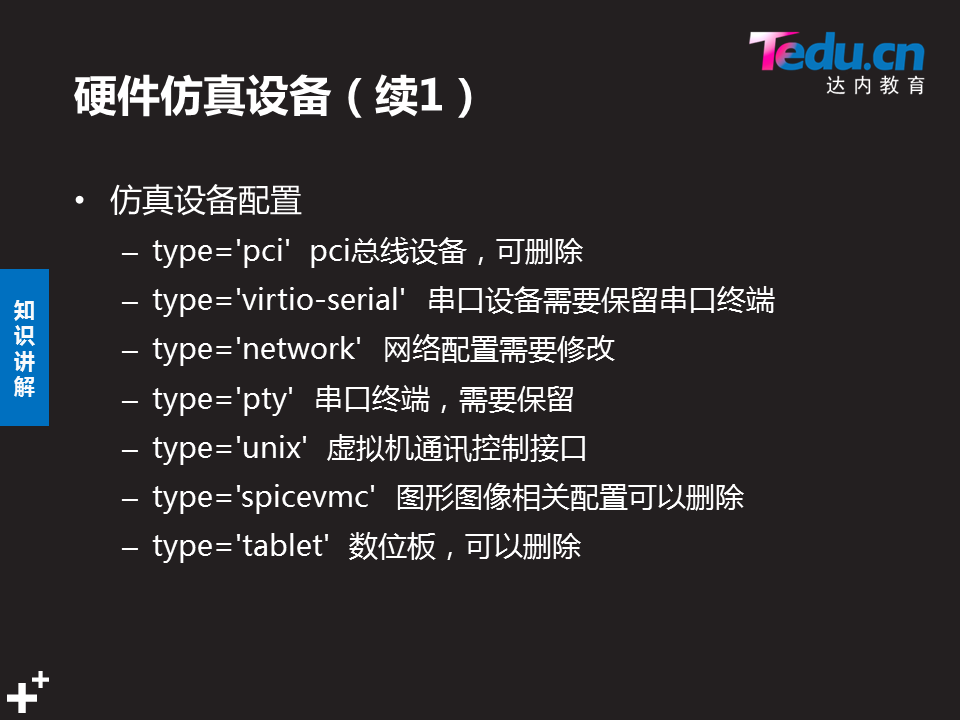 Tedu.cn
达内教育
硬件仿真设备（续1）
• 仿真设备配置
– type='pci' pci总线设备，可删除
– type='virtio-serial' 串口设备需要保留串口终端
– type='network' 网络配置需要修改
– type='pty' 串口终端，需要保留
– type='unix' 虚拟机通讯控制接口
– type='spicevmc' 图形图像相关配置可以删除
– type='tablet' 数位板，可以删除
知
识
讲
解